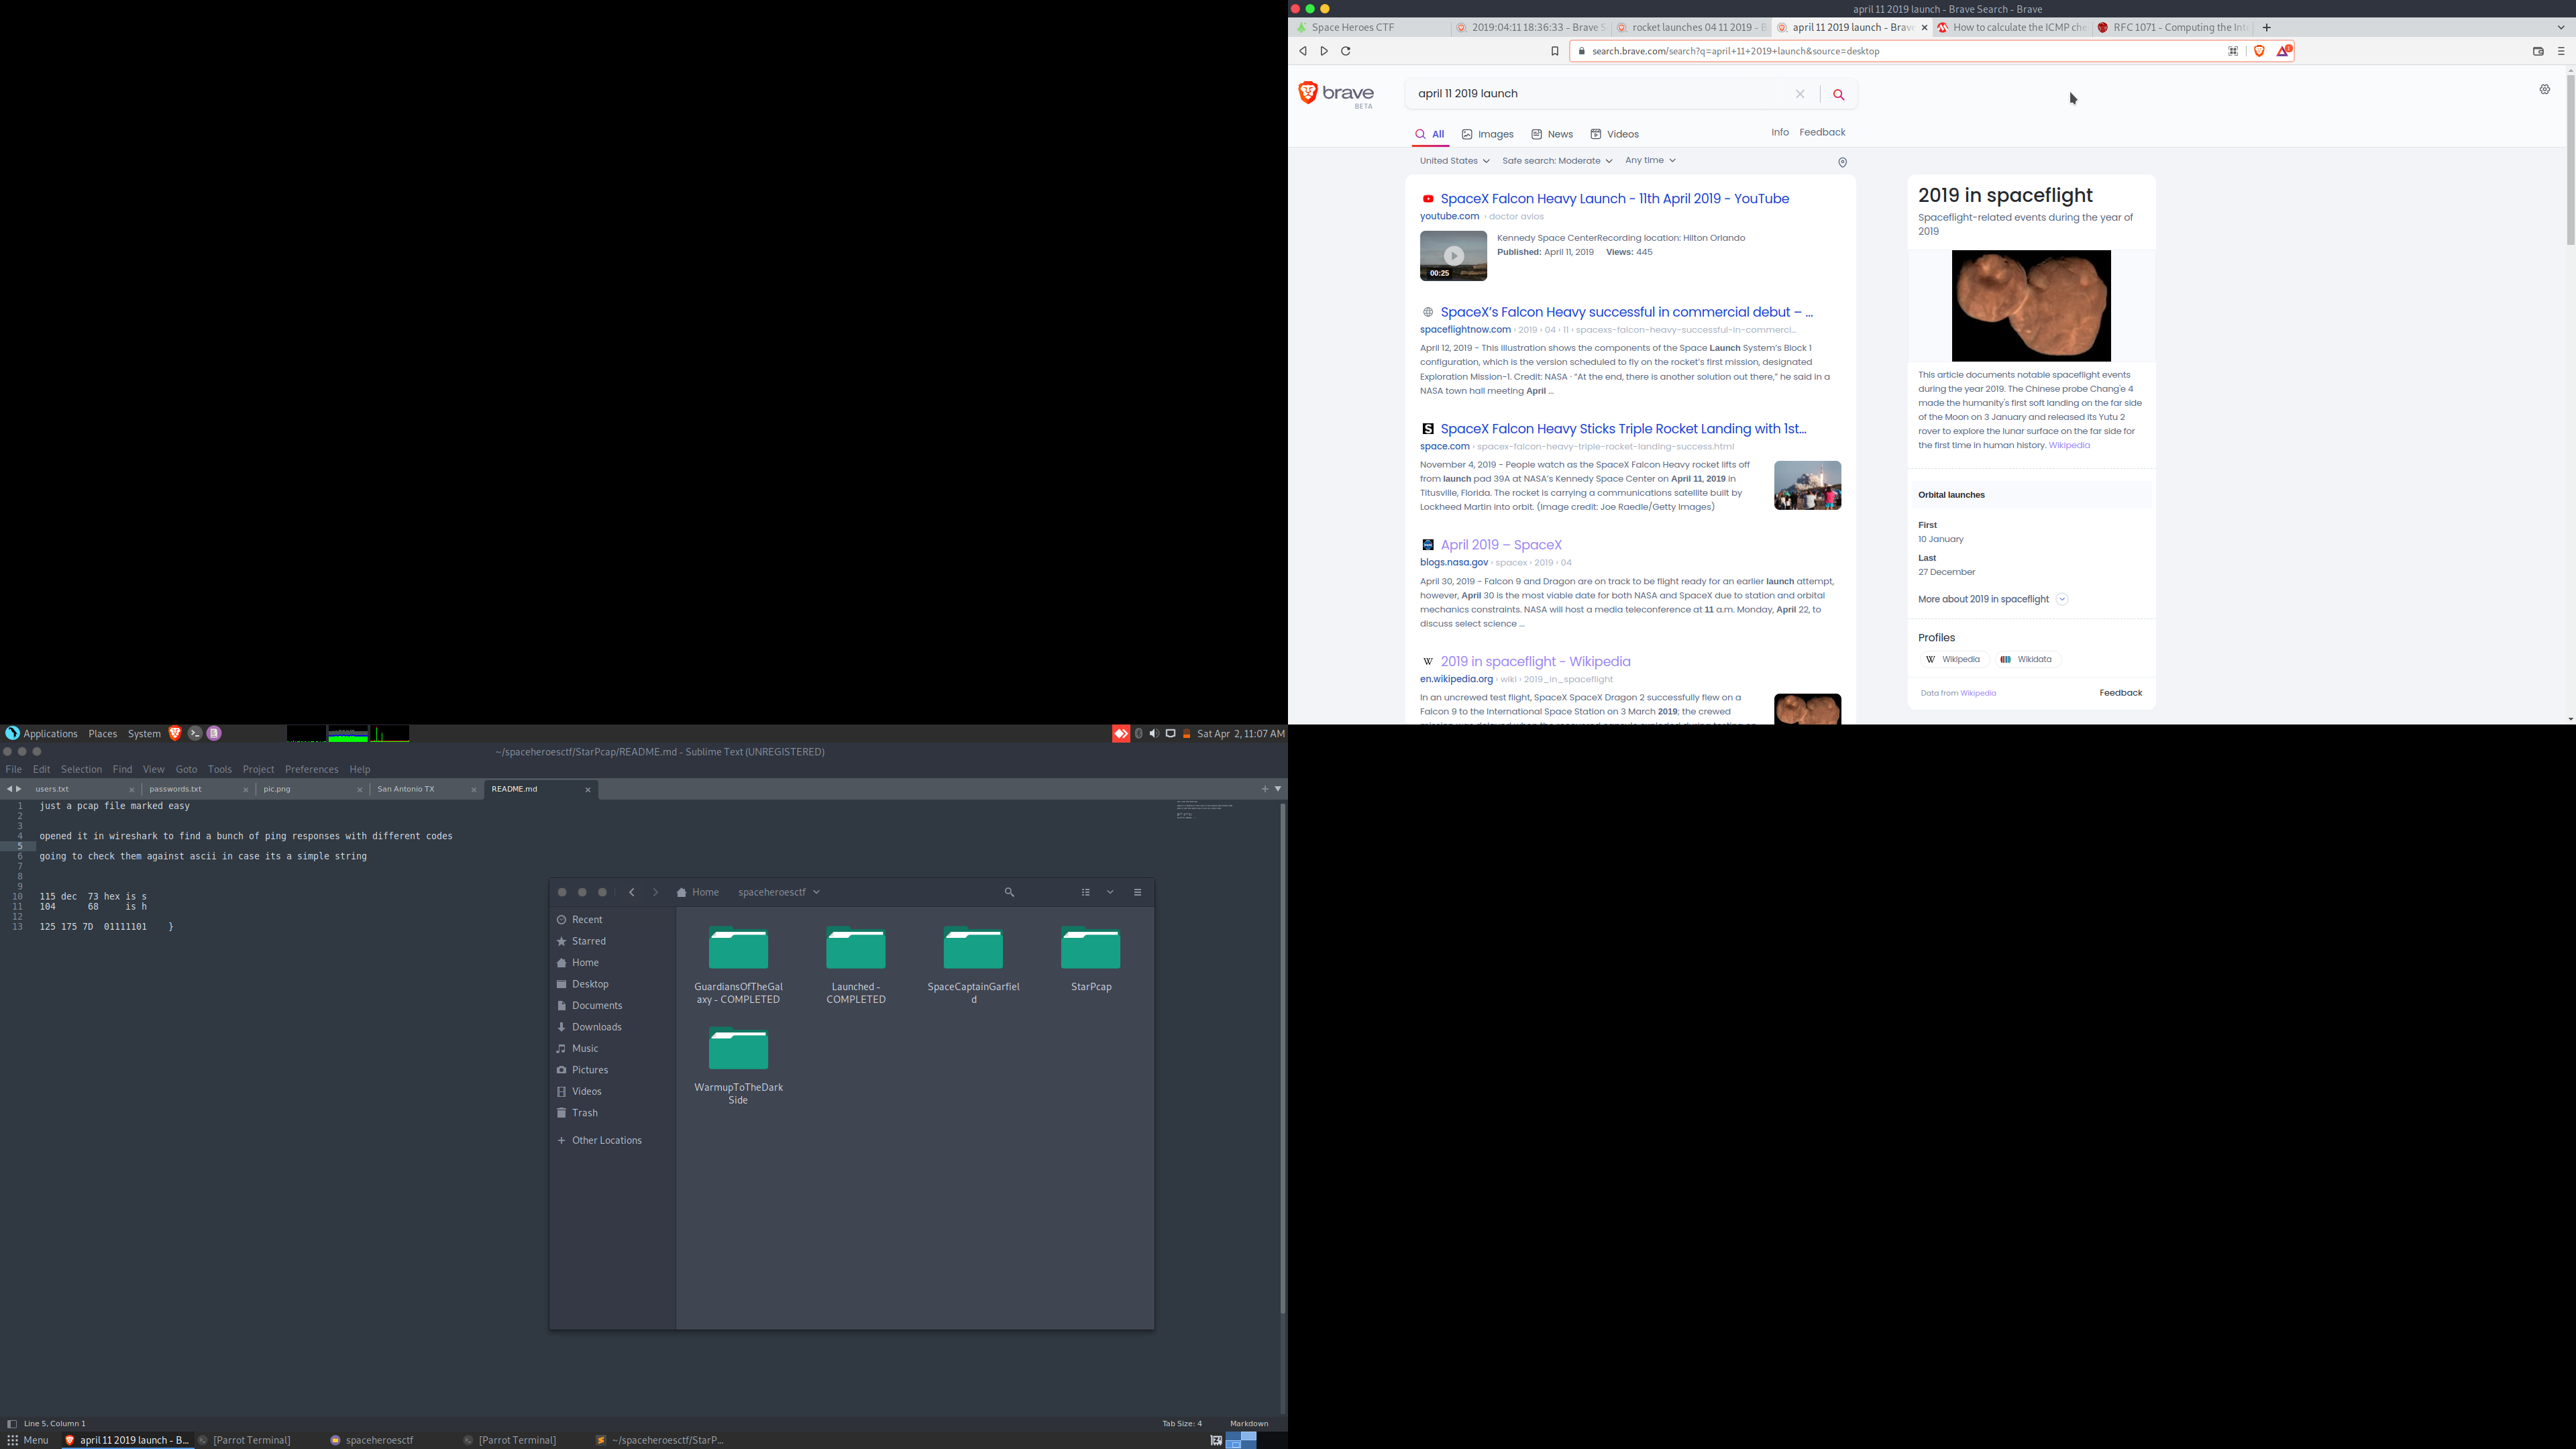 april 11 2019 launch - Brave Search - Brave
Space Heroes CTF
2019:04:11 18:36:33 - Brave S
rocket launches 04 11 2019 - B
april 11 2019 launch - Brave
How to calculate the ICMP che
RFC 1071 - Computing the Int
search.brave.com/search?q=april+11+2019+launch&source=desktop
brave
BETA
april 11 2019 launch
All
Images
News
Videos
Info
Feedback
United States
Safe search: Moderate
Any time
SpaceX Falcon Heavy Launch - 11th April 2019 - YouTube
youtube.com › doctor avios
Kennedy Space CenterRecording location: Hilton Orlando
Published: April 11, 2019 Views: 445
00:25
SpaceX's Falcon Heavy successful in commercial debut – ...
spaceflightnow.com › 2019 › 04 › 11 › spacexs-falcon-heavy-successful-in-commerci...
April 12, 2019 - This illustration shows the components of the Space Launch System's Block 1
configuration, which is the version scheduled to fly on the rocket's first mission, designated
Exploration Mission-1. Credit: NASA · "At the end, there is another solution out there," he said in a
NASA town hall meeting April ...
SpaceX Falcon Heavy Sticks Triple Rocket Landing with 1st...
space.com › spacex-falcon-heavy-triple-rocket-landing-success.html
November 4, 2019 - People watch as the SpaceX Falcon Heavy rocket lifts off
from launch pad 39A at NASA's Kennedy Space Center on April 11, 2019 in
Titusville, Florida. The rocket is carrying a communications satellite built by
Lockheed Martin into orbit. (Image credit: Joe Raedle/Getty Images)
April 2019 – SpaceX
blogs.nasa.gov › spacex › 2019 › 04
April 30, 2019 - Falcon 9 and Dragon are on track to be flight ready for an earlier launch attempt,
however, April 30 is the most viable date for both NASA and SpaceX due to station and orbital
mechanics constraints. NASA will host a media teleconference at 11 a.m. Monday, April 22, to
discuss select science ...
2019 in spaceflight - Wikipedia
en.wikipedia.org › wiki › 2019_in_spaceflight
In an uncrewed test flight, SpaceX SpaceX Dragon 2 successfully flew on a
Falcon 9 to the International Space Station on 3 March 2019; the crewed
2019 in spaceflight
Spaceflight-related events during the year of
2019
This article documents notable spaceflight events
during the year 2019. The Chinese probe Chang'e 4
made the humanity's first soft landing on the far side
of the Moon on 3 January and released its Yutu 2
rover to explore the lunar surface on the far side for
the first time in human history. Wikipedia
Orbital launches
First
10 January
Last
27 December
More about 2019 in spaceflight
Profiles
Wikipedia
Wikidata
Data from Wikipedia
Feedback
Applications Places System
Sat Apr 2, 11:07 AM
~/spaceheroesctf/StarPcap/README.md - Sublime Text (UNREGISTERED)
File Edit Selection Find View Goto Tools Project Preferences Help
users.txt
passwords.txt
pic.png
San Antonio TX
README.md
1 just a pcap file marked easy
2
3
4 opened it in wireshark to find a bunch of ping responses with different codes
5
6 going to check them against ascii in case its a simple string
7
8
9
10 115 dec 73 hex is s
11 104 68 is h
12
13 125 175 7D 01111101 }
Home
spaceheroesctf
Recent
Starred
Home
Desktop
Documents
Downloads
Music
Pictures
Videos
Trash
Other Locations
GuardiansOfTheGal
axy - COMPLETED
Launched -
COMPLETED
SpaceCaptainGarfiel
d
StarPcap
WarmupToTheDark
Side
Line 5, Column 1
Tab Size: 4
Markdown
Menu
april 11 2019 launch - B...
[Parrot Terminal]
spaceheroesctf
[Parrot Terminal]
~/spaceheroesctf/StarP...